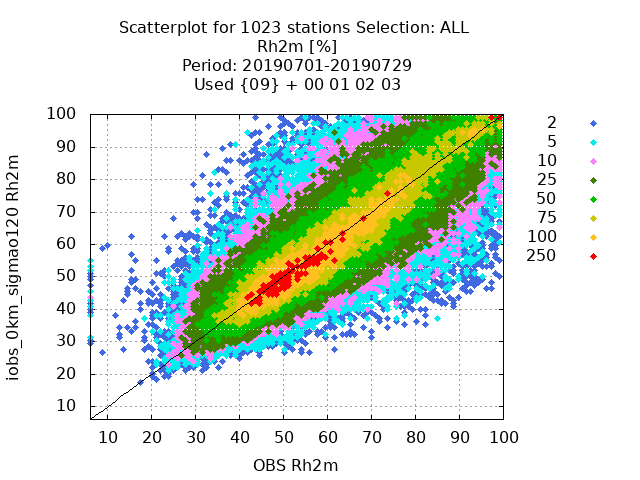 Scatterplot for 1023 stations Selection: ALL
Rh2m [%]
Period: 20190701-20190729
Used {09} + 00 01 02 03
iobs_0km_sigmao120 Rh2m
100
90
80
70
60
50
40
30
20
10
10 20 30 40 50 60 70 80 90 100
OBS Rh2m
2
5
10
25
50
75
100
250